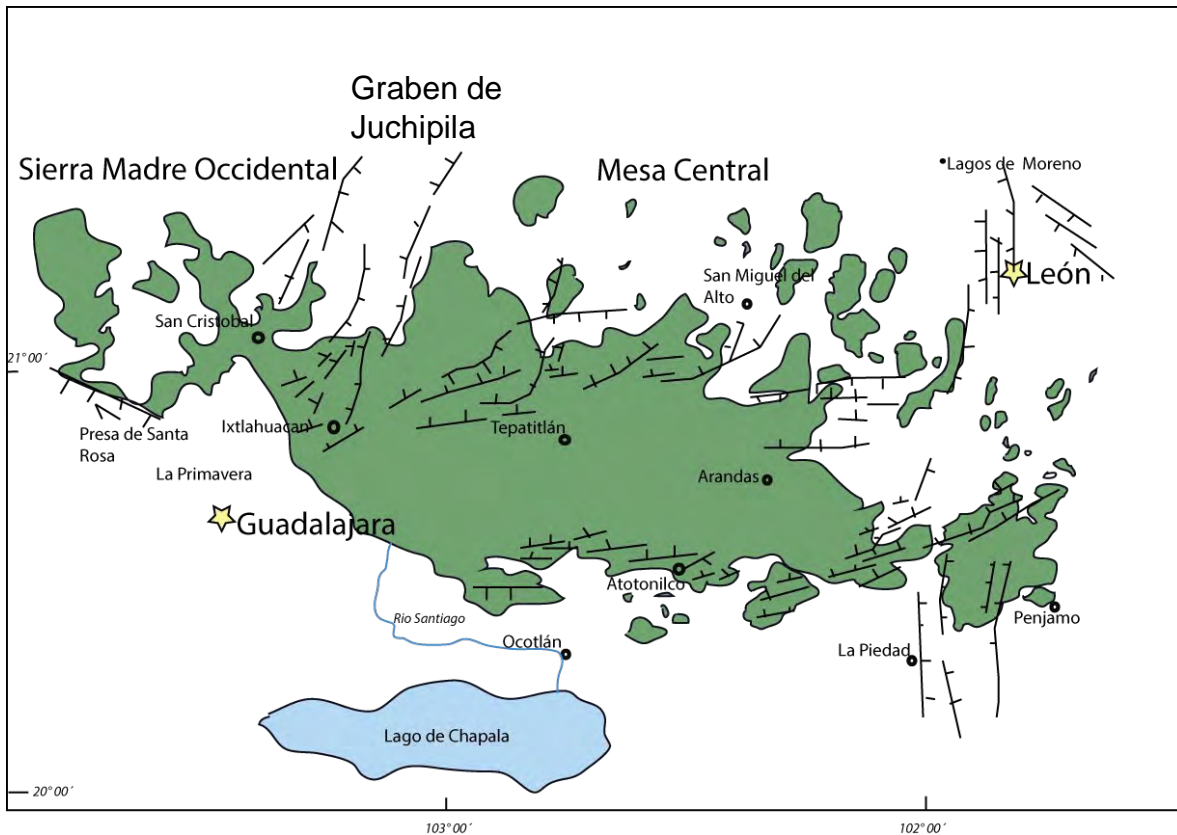 Graben de
Juchipila
Sierra Madre Occidental
Mesa Central
Lagos de Moreno
San Miguel del
Alto
León
San Cristobal
21°00´
Presa de Santa
Rosa
Ixtlahuacan
Tepatitlán
La Primavera
Arandas
Guadalajara
Atotonilco
Rio Santiago
Penjamo
Ocotlán
La Piedad
Lago de Chapala
20°00´
103°00´
102°00´